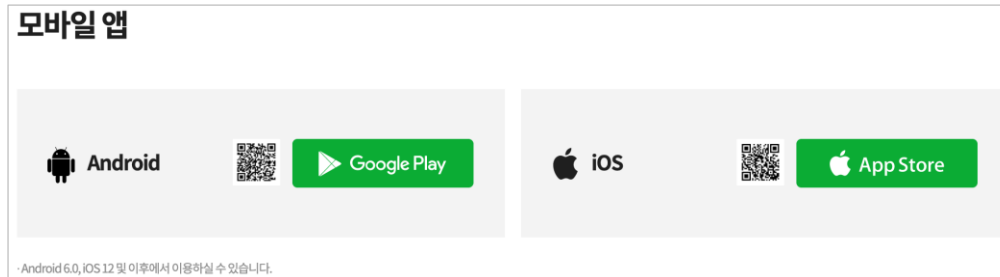 모바일 앱
Android
Google Play
iOS
App Store
· Android 6.0, iOS 12 및 이후에서 이용하실 수 있습니다.